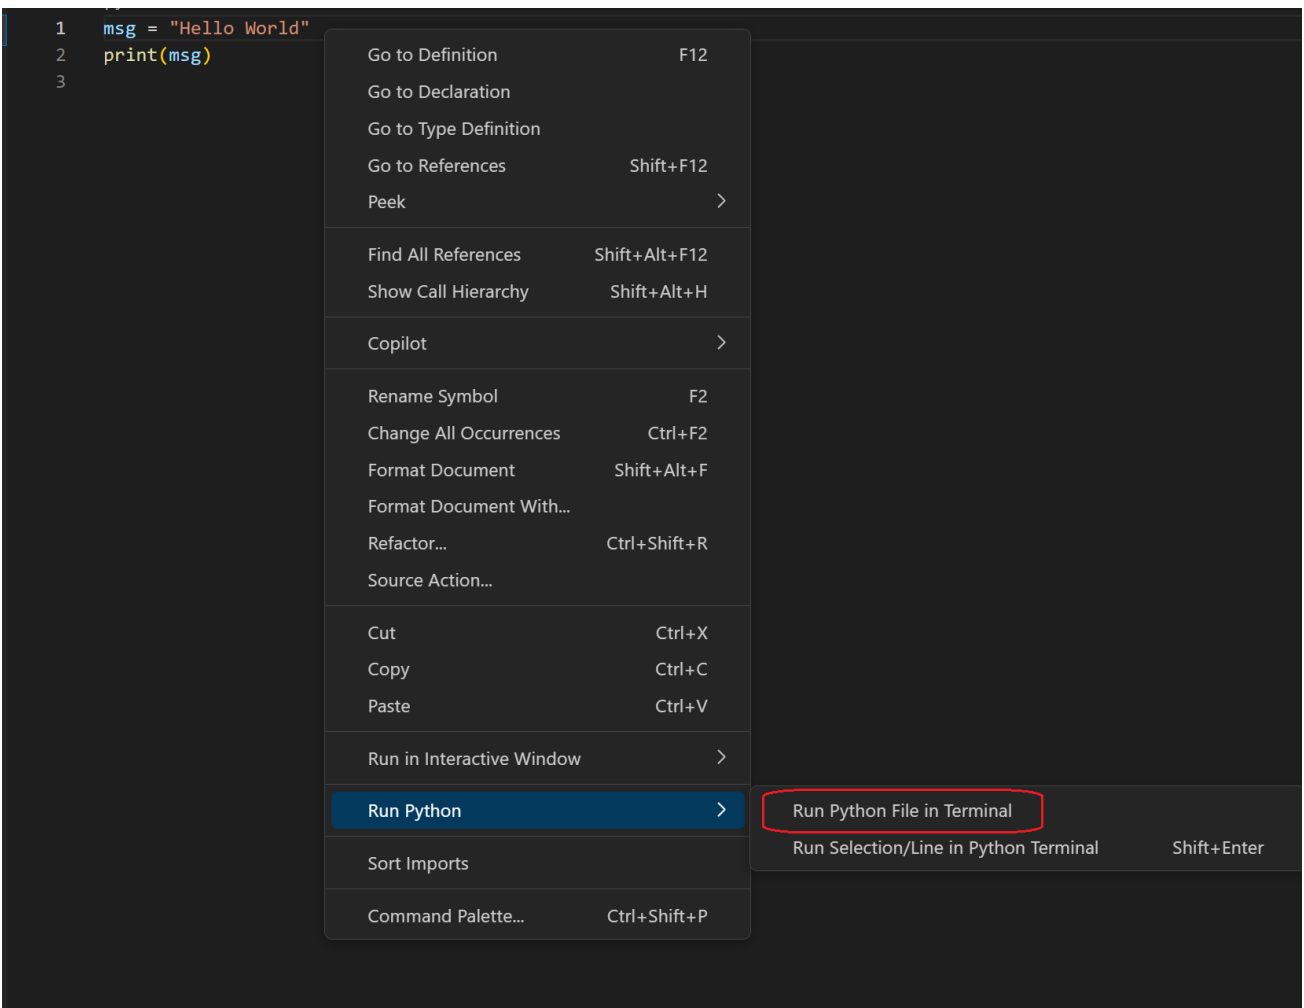 1 msg = "Hello World"
2 print(msg)
3
Go to Definition F12
Go to Declaration
Go to Type Definition
Go to References Shift+F12
Peek
Find All References Shift+Alt+F12
Show Call Hierarchy Shift+Alt+H
Copilot
Rename Symbol F2
Change All Occurrences Ctrl+F2
Format Document Shift+Alt+F
Format Document With...
Refactor... Ctrl+Shift+R
Source Action...
Cut Ctrl+X
Copy Ctrl+C
Paste Ctrl+V
Run in Interactive Window
Run Python
Run Python File in Terminal
Run Selection/Line in Python Terminal Shift+Enter
Sort Imports
Command Palette... Ctrl+Shift+P